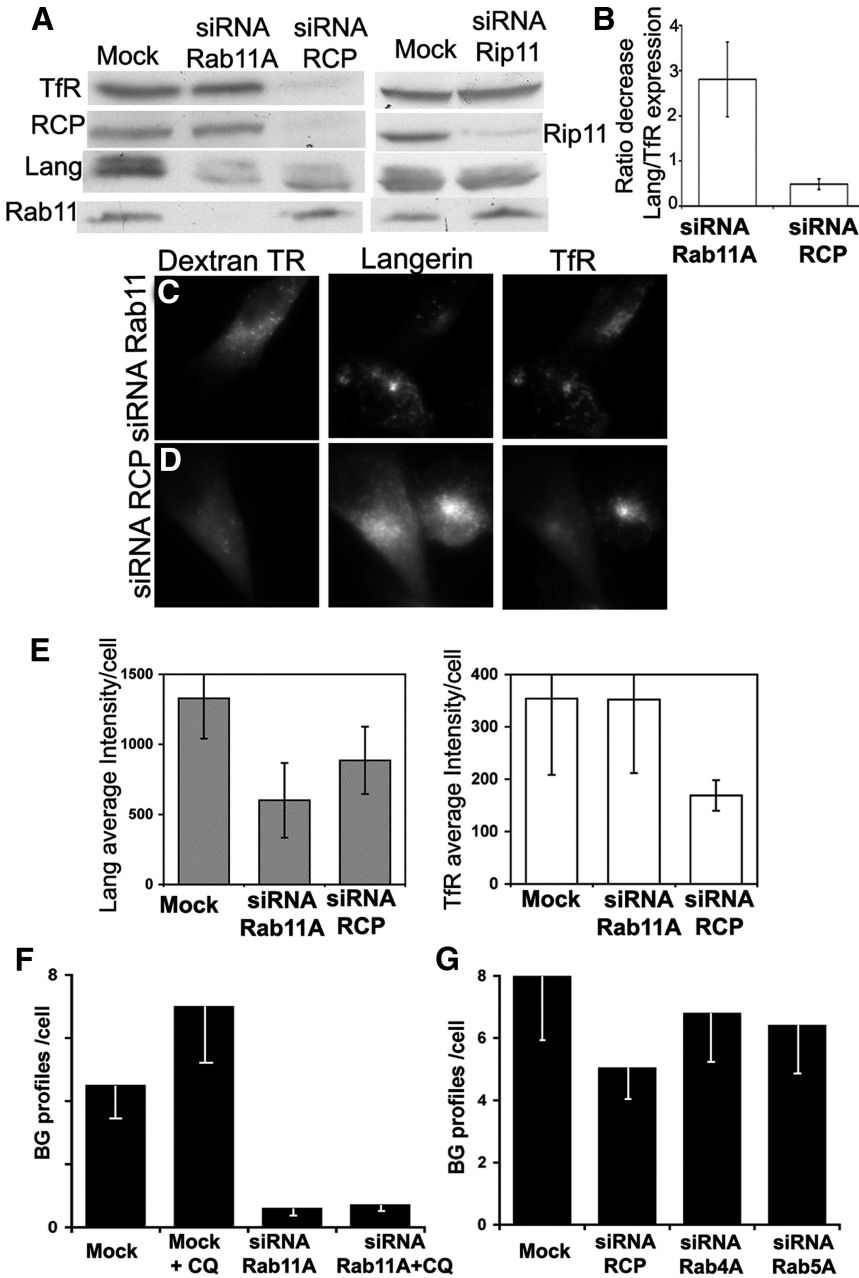 A
Mock
siRNA
Rab11A
siRNA
RCP
Mock
siRNA
Rip11
TfR
RCP
Rip11
Lang
Rab11
B
Ratio decrease
Lang/TfR expression
4
3
2
1
0
siRNA
Rab11A
siRNA
RCP
Dextran TR
Langerin
TfR
siRNA Rab11
C
siRNA RCP
D
E
Lang average Intensity/cell
1500
1000
500
0
Mock
siRNA
Rab11A
siRNA
RCP
TfR average Intensity/cell
400
300
200
100
0
Mock
siRNA
Rab11A
siRNA
RCP
F
BG profiles /cell
8
4
0
Mock
Mock
+ CQ
siRNA
Rab11A
siRNA
Rab11A+CQ
G
BG profiles /cell
8
6
4
2
0
Mock
siRNA
RCP
siRNA
Rab4A
siRNA
Rab5A